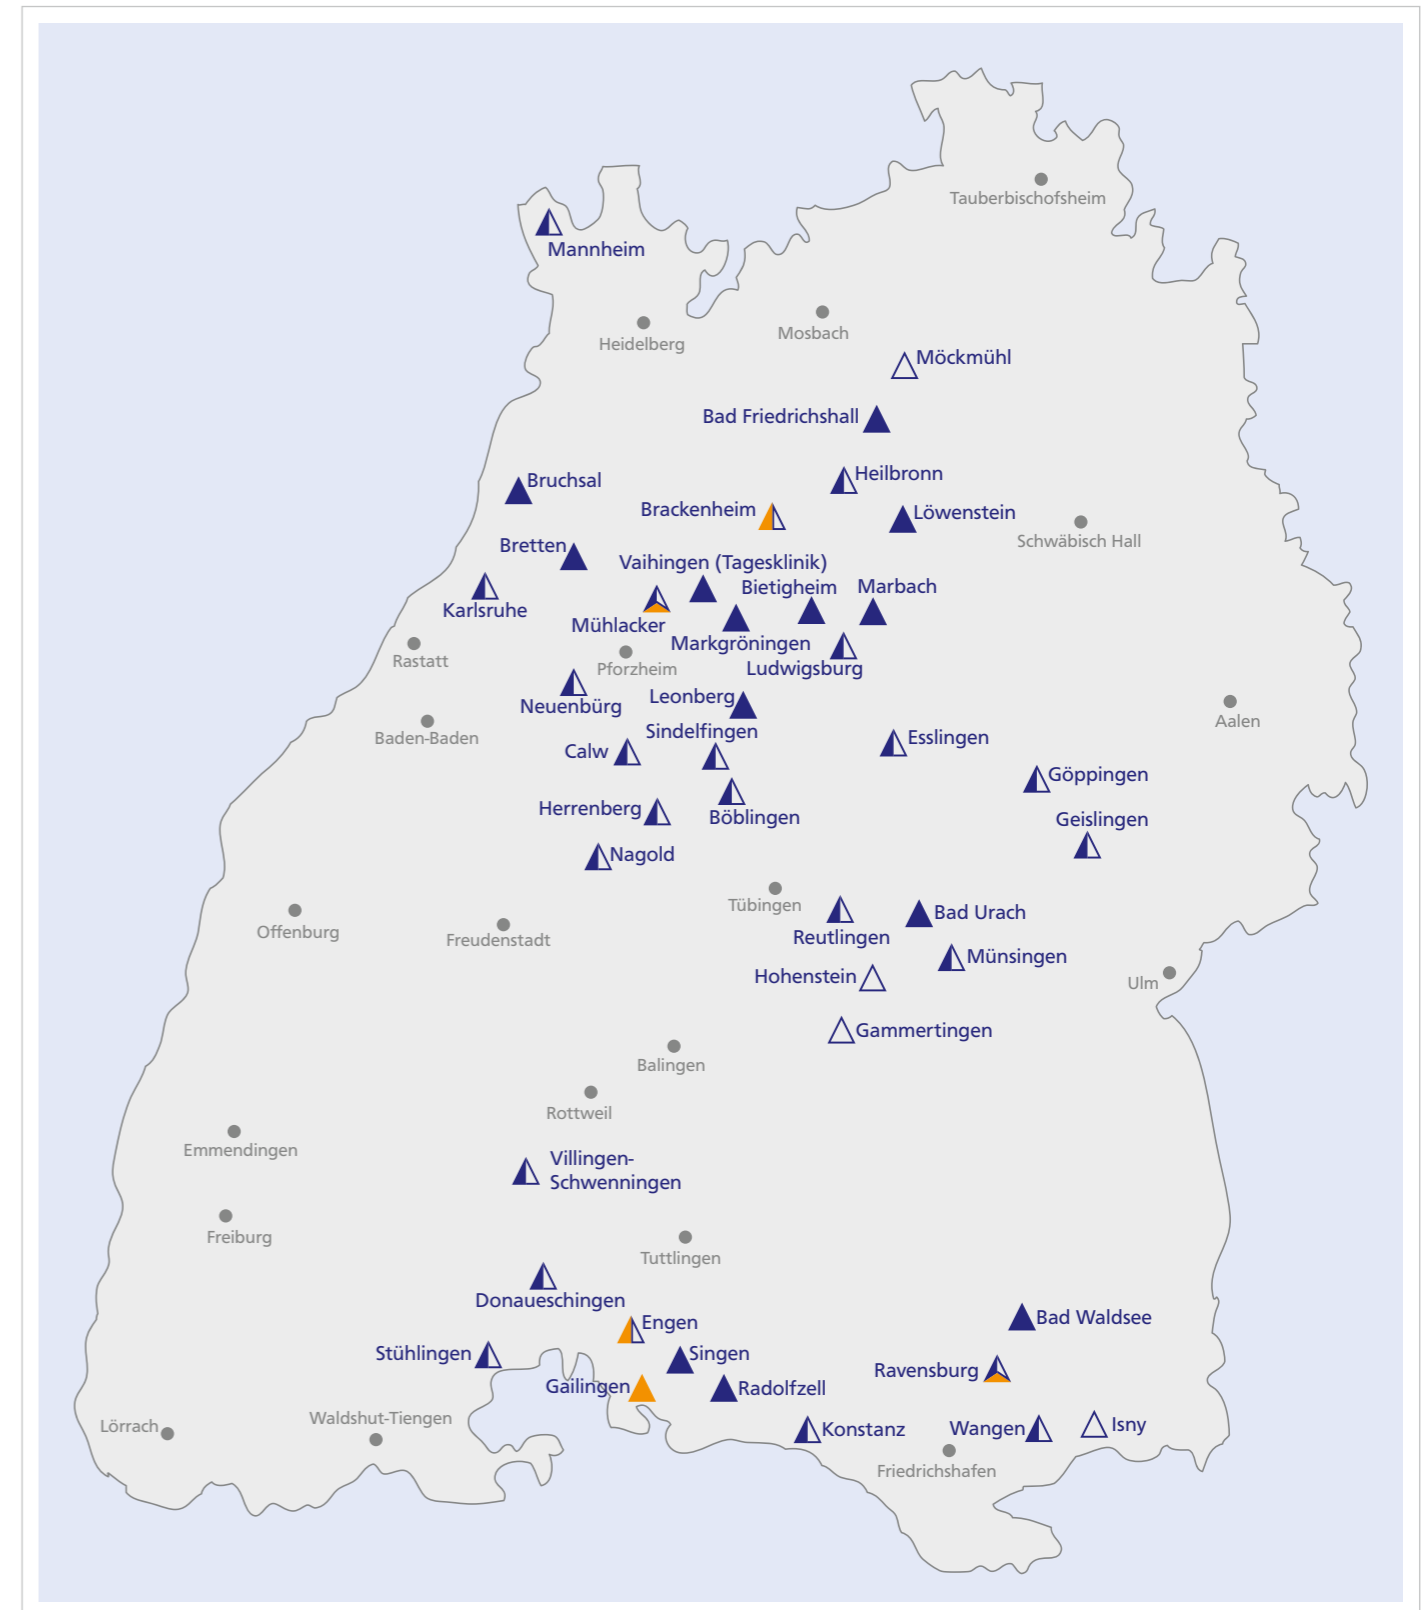 Tauberbischofsheim
Mannheim
Mosbach
Heidelberg
Möckmühl
Bad Friedrichshall
Heilbronn
Bruchsal
Brackenheim
Löwenstein
Schwäbisch Hall
Bretten
Vaihingen (Tagesklinik)
Bietigheim
Marbach
Karlsruhe
Mühlacker
Markgröningen
Rastatt
Pforzheim
Ludwigsburg
Leonberg
Neuenbürg
Aalen
Sindelfingen
Baden-Baden
Esslingen
Calw
Göppingen
Herrenberg
Böblingen
Geislingen
Nagold
Tübingen
Bad Urach
Offenburg
Freudenstadt
Reutlingen
Münsingen
Hohenstein
Ulm
Gammertingen
Balingen
Rottweil
Emmendingen
Villingen-
Schwenningen
Freiburg
Tuttlingen
Donaueschingen
Bad Waldsee
Engen
Stühlingen
Singen
Ravensburg
Gailingen
Radolfzell
Waldshut-Tiengen
Lörrach
Konstanz
Wangen
Isny
Friedrichshafen